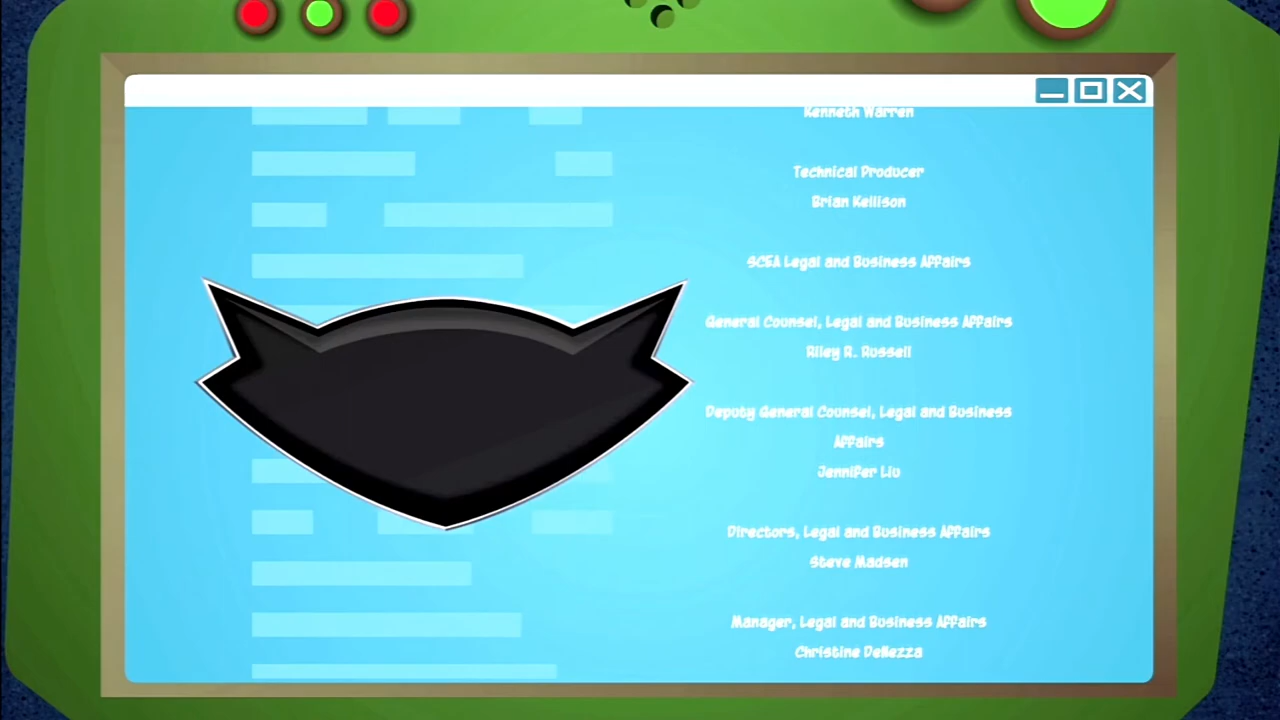 Kenneth Warren
Technical Producer
Brian Kellison
SCEA Legal and Business Affairs
General Counsel, Legal and Business Affairs
Riley R. Russell
Deputy General Counsel, Legal and Business
Affairs
Jennifer Liu
Directors, Legal and Business Affairs
Steve Madsen
Manager, Legal and Business Affairs
Christine DeNezza